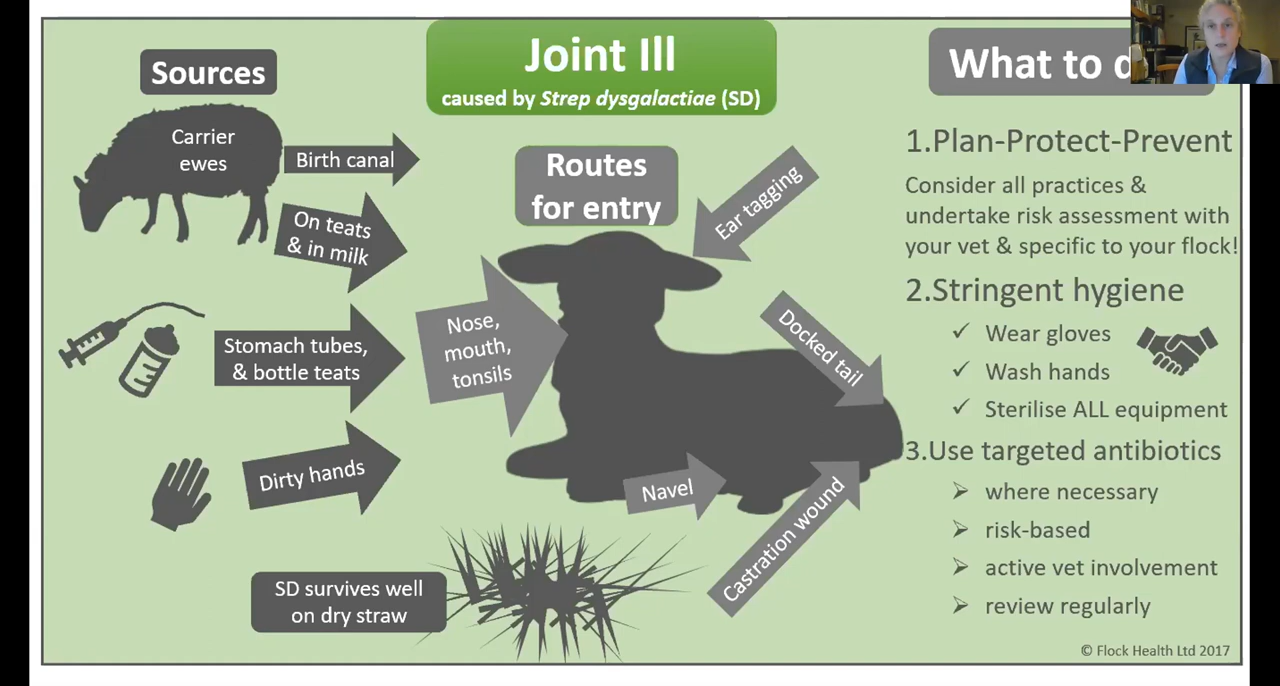 Sources
Joint Ill
caused by Strep dysgalactiae (SD)
What to
Carrier
ewes
Birth canal
On teats
& in milk
Stomach tubes,
& bottle teats
Dirty hands
SD survives well
on dry straw
Routes
for entry
Ear tagging
Nose,
mouth,
tonsils
Docked tail
Navel
Castration wound
1.Plan-Protect-Prevent
Consider all practices &
undertake risk assessment with
your vet & specific to your flock!
2.Stringent hygiene
✓ Wear gloves
✓ Wash hands
✓ Sterilise ALL equipment
3.Use targeted antibiotics
➢ where necessary
➢ risk-based
➢ active vet involvement
➢ review regularly
© Flock Health Ltd 2017